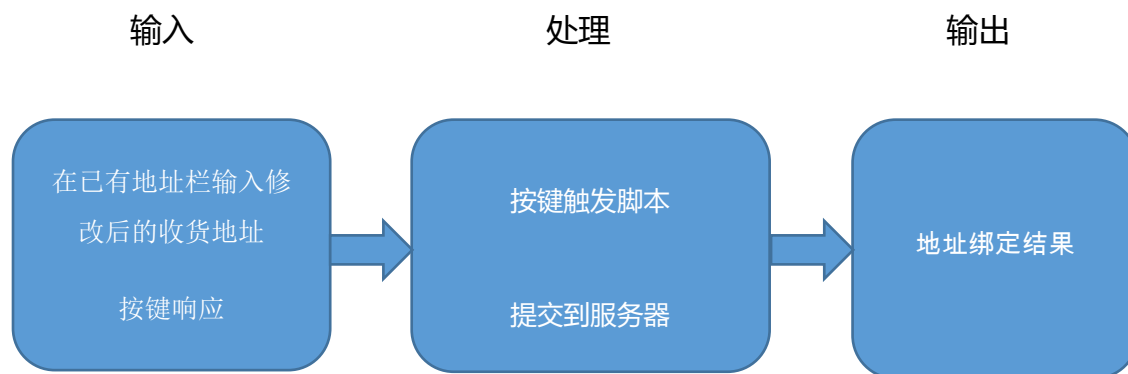 输入
处理
输出
在已有地址栏输入修
改后的收货地址
按键响应
按键触发脚本
提交到服务器
地址绑定结果